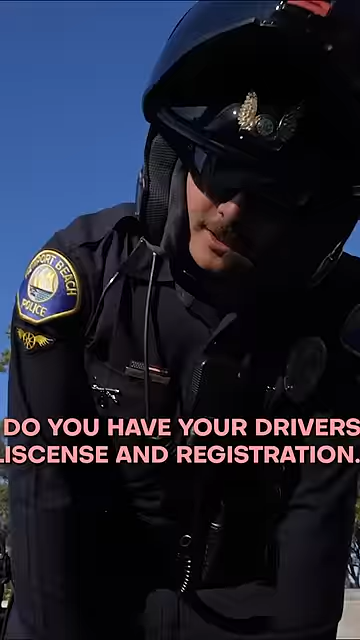 PORT BEACH
POLICE
DO YOU HAVE YOUR DRIVERS
LISCENSE AND REGISTRATION.